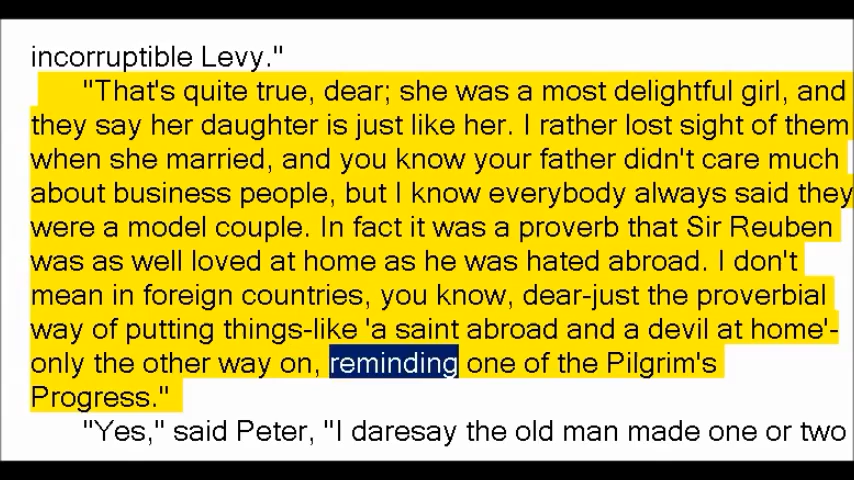 incorruptible Levy."
"That's quite true, dear; she was a most delightful girl, and
they say her daughter is just like her. I rather lost sight of them
when she married, and you know your father didn't care much
about business people, but I know everybody always said they
were a model couple. In fact it was a proverb that Sir Reuben
was as well loved at home as he was hated abroad. I don't
mean in foreign countries, you know, dear-just the proverbial
way of putting things-like 'a saint abroad and a devil at home'-
only the other way on, reminding one of the Pilgrim's
Progress."
"Yes," said Peter, "I daresay the old man made one or two